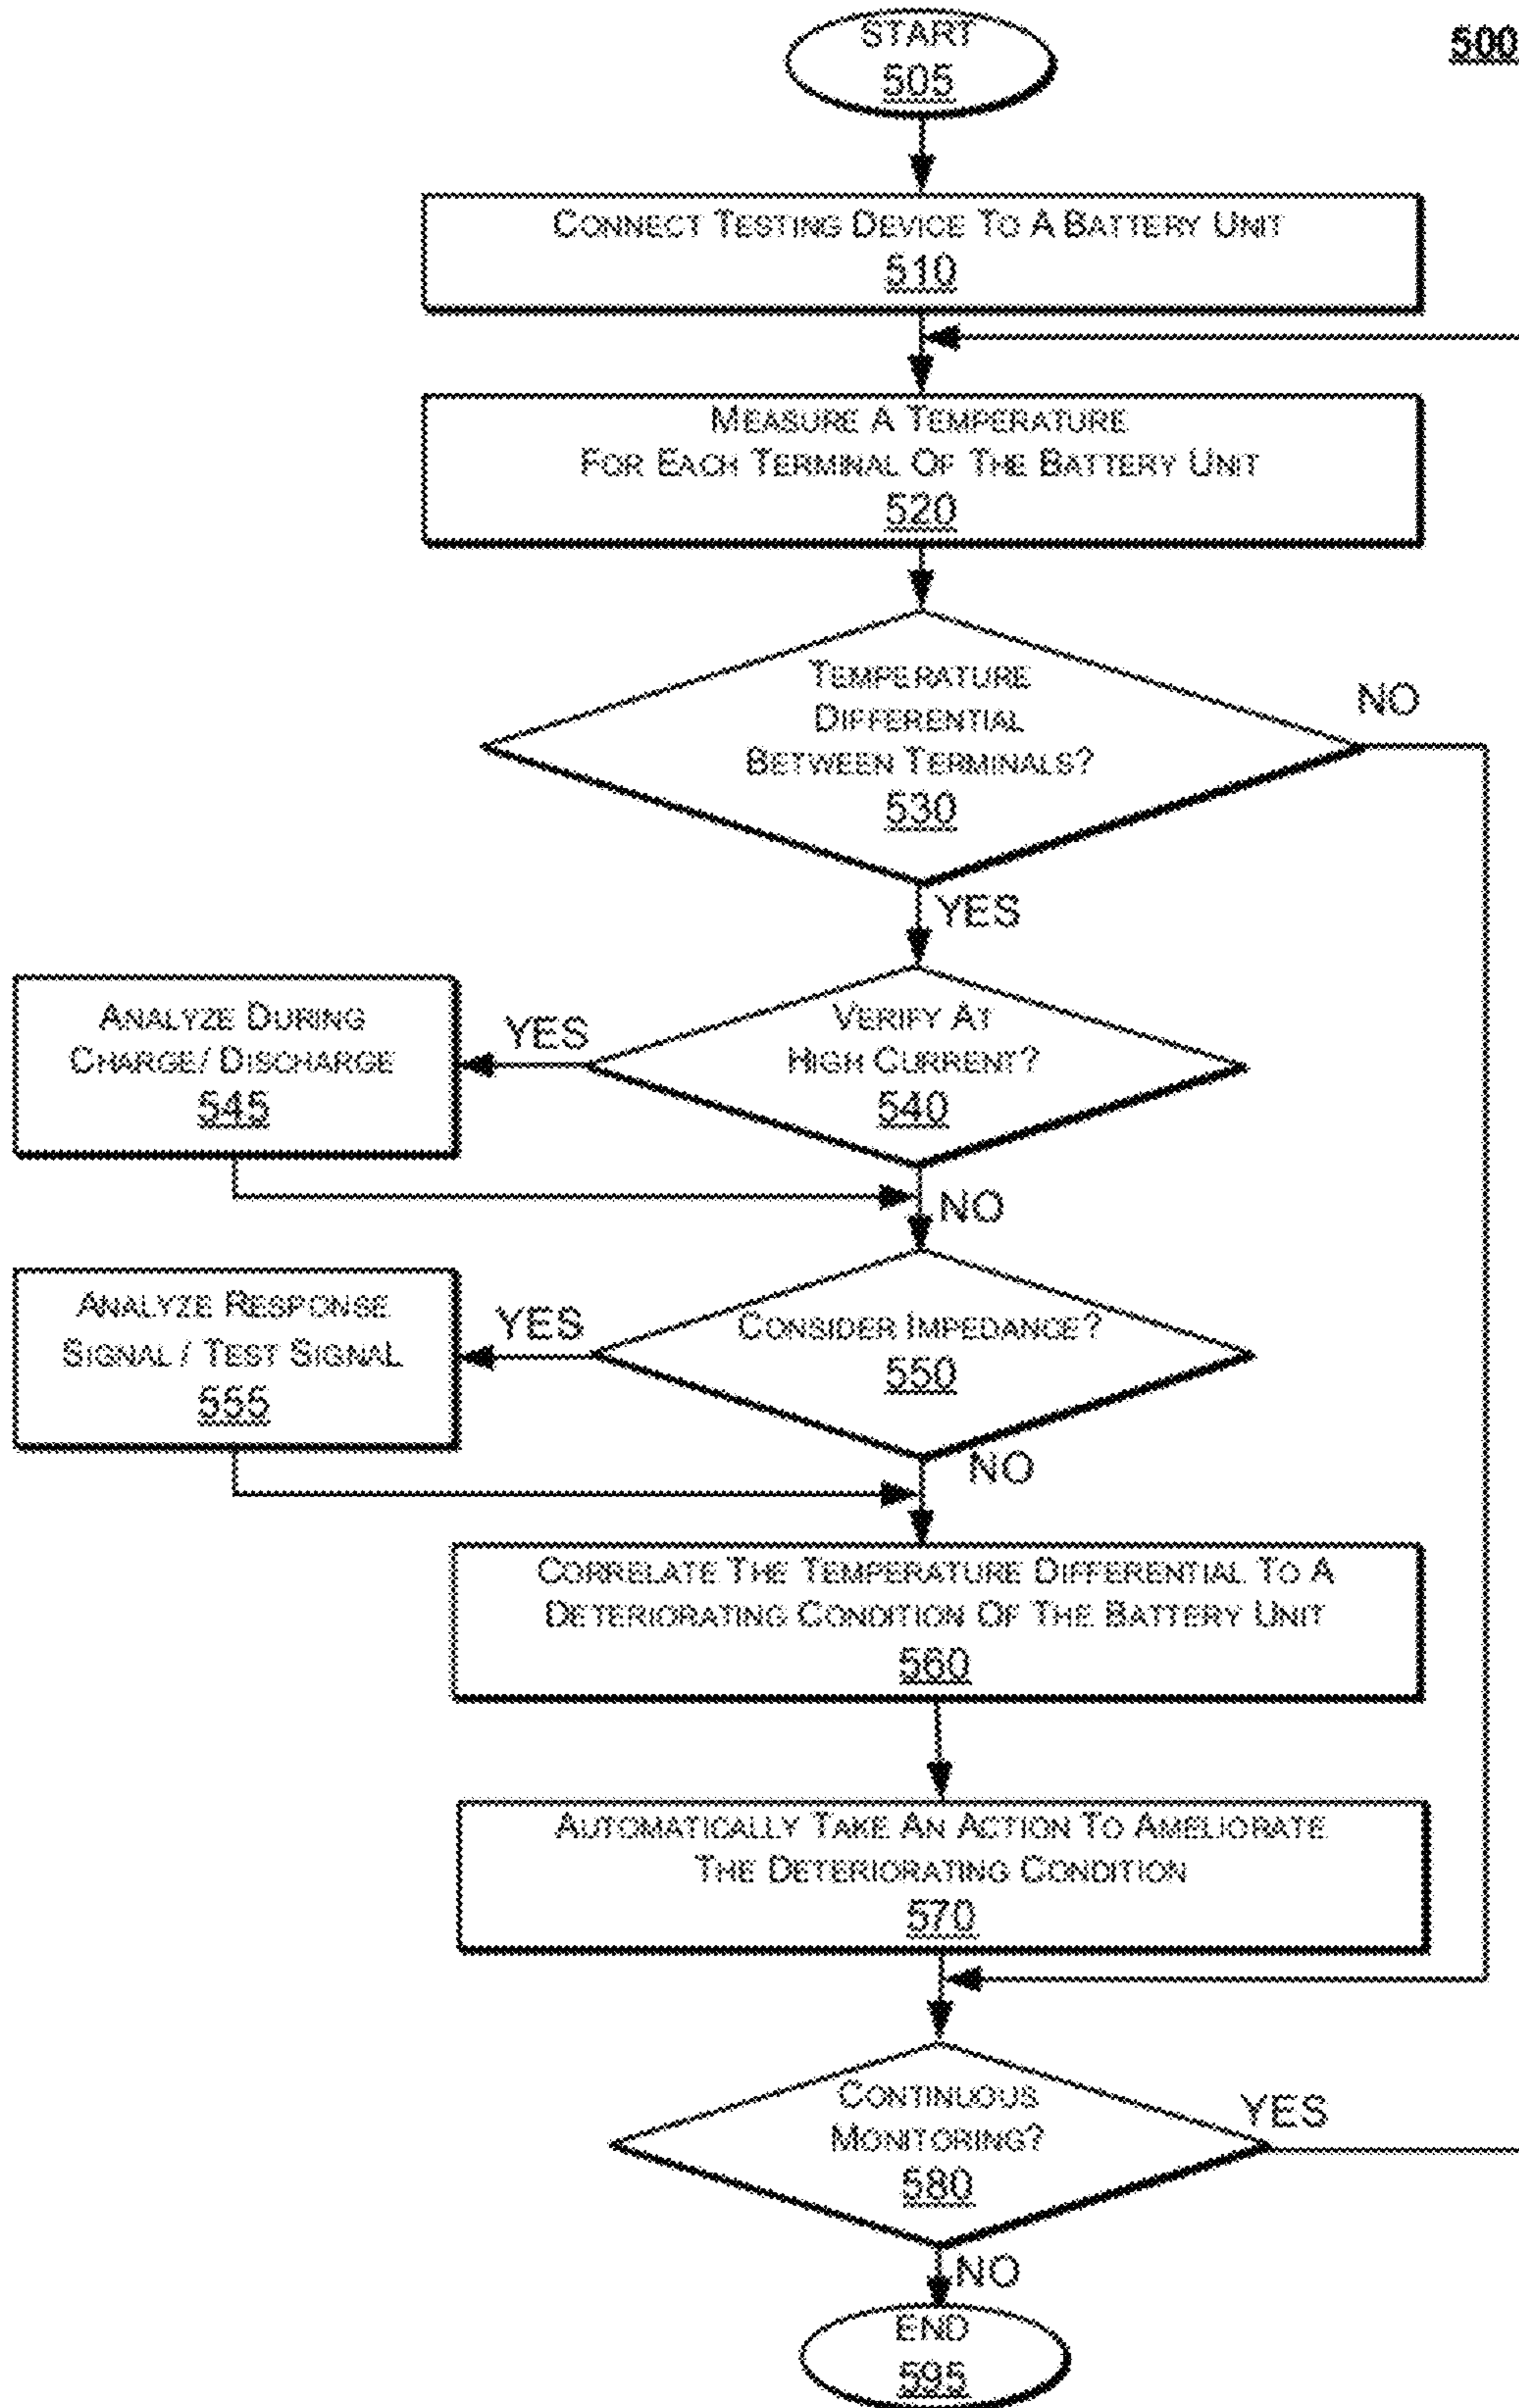 500
START
505
CONNECT TESTING DEVICE TO A BATTERY UNIT
510
MEASURE A TEMPERATURE
FOR EACH TERMINAL OF THE BATTERY UNIT
520
TEMPERATURE
DIFFERENTIAL
BETWEEN TERMINALS?
530
NO
YES
VERIFY AT
HIGH CURRENT?
540
YES
ANALYZE DURING
CHARGE/ DISCHARGE
545
NO
CONSIDER IMPEDANCE?
550
YES
ANALYZE RESPONSE
SIGNAL / TEST SIGNAL
555
NO
CORRELATE THE TEMPERATURE DIFFERENTIAL TO A
DETERIORATING CONDITION OF THE BATTERY UNIT
560
AUTOMATICALLY TAKE AN ACTION TO AMELIORATE
THE DETERIORATING CONDITION
570
CONTINUOUS
MONITORING?
580
YES
NO
END
595